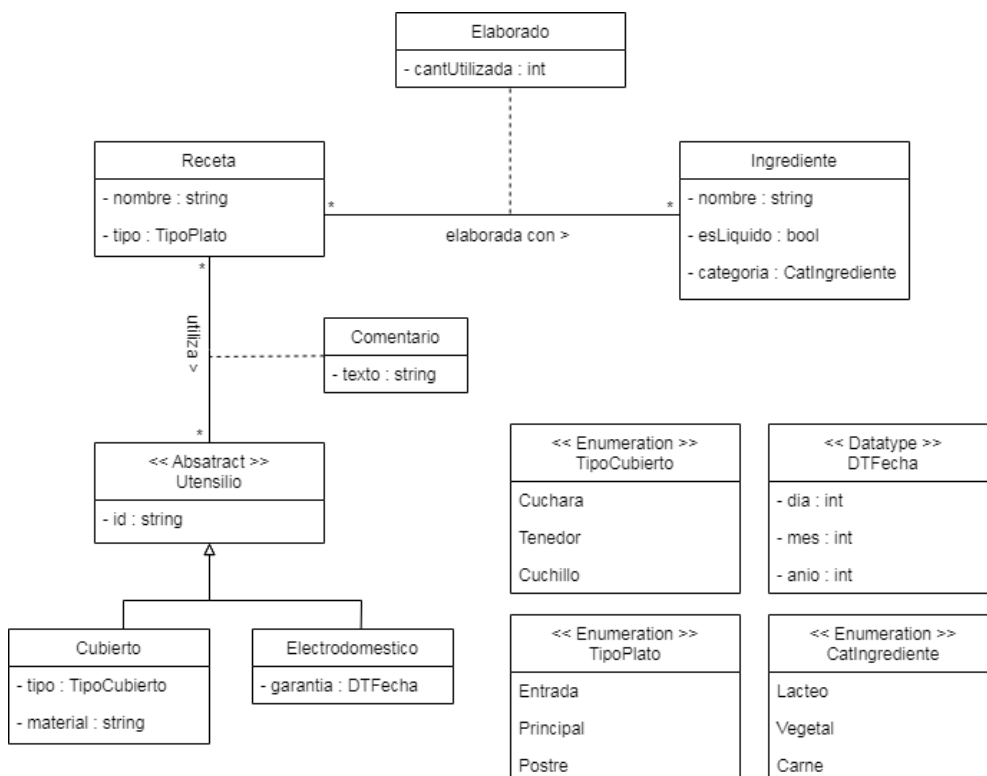 Elaborado
- cantUtilizada : int
Receta
- nombre : string
- tipo : TipoPlato
Ingrediente
- nombre : string
- esLiquido : bool
- categoria : CatIngrediente
*
*
elaborada con >
*
utiliza >
Comentario
- texto : string
*
<< Absatract >>
Utensilio
- id : string
<< Enumeration >>
TipoCubierto
Cuchara
Tenedor
Cuchillo
<< Datatype >>
DTFecha
- dia : int
- mes : int
- anio : int
Cubierto
- tipo : TipoCubierto
- material : string
Electrodomestico
- garantia : DTFecha
<< Enumeration >>
TipoPlato
Entrada
Principal
Postre
<< Enumeration >>
CatIngrediente
Lacteo
Vegetal
Carne